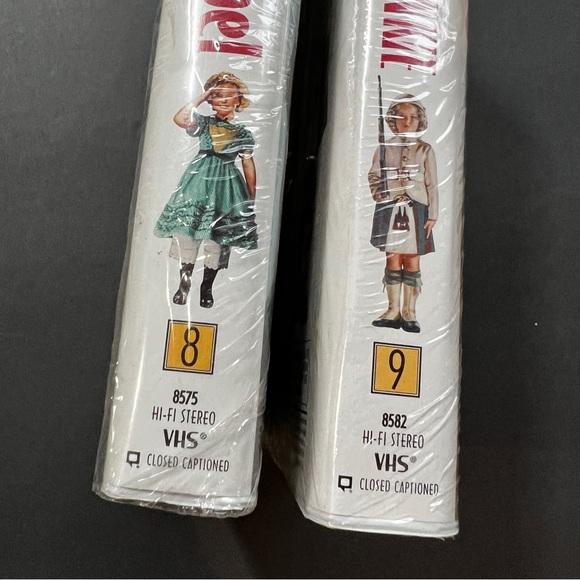 8
8575
HI-FI STEREO
VHS®
CLOSED CAPTIONED
9
8582
HI-FI STEREO
VHS®
CLOSED CAPTIONED